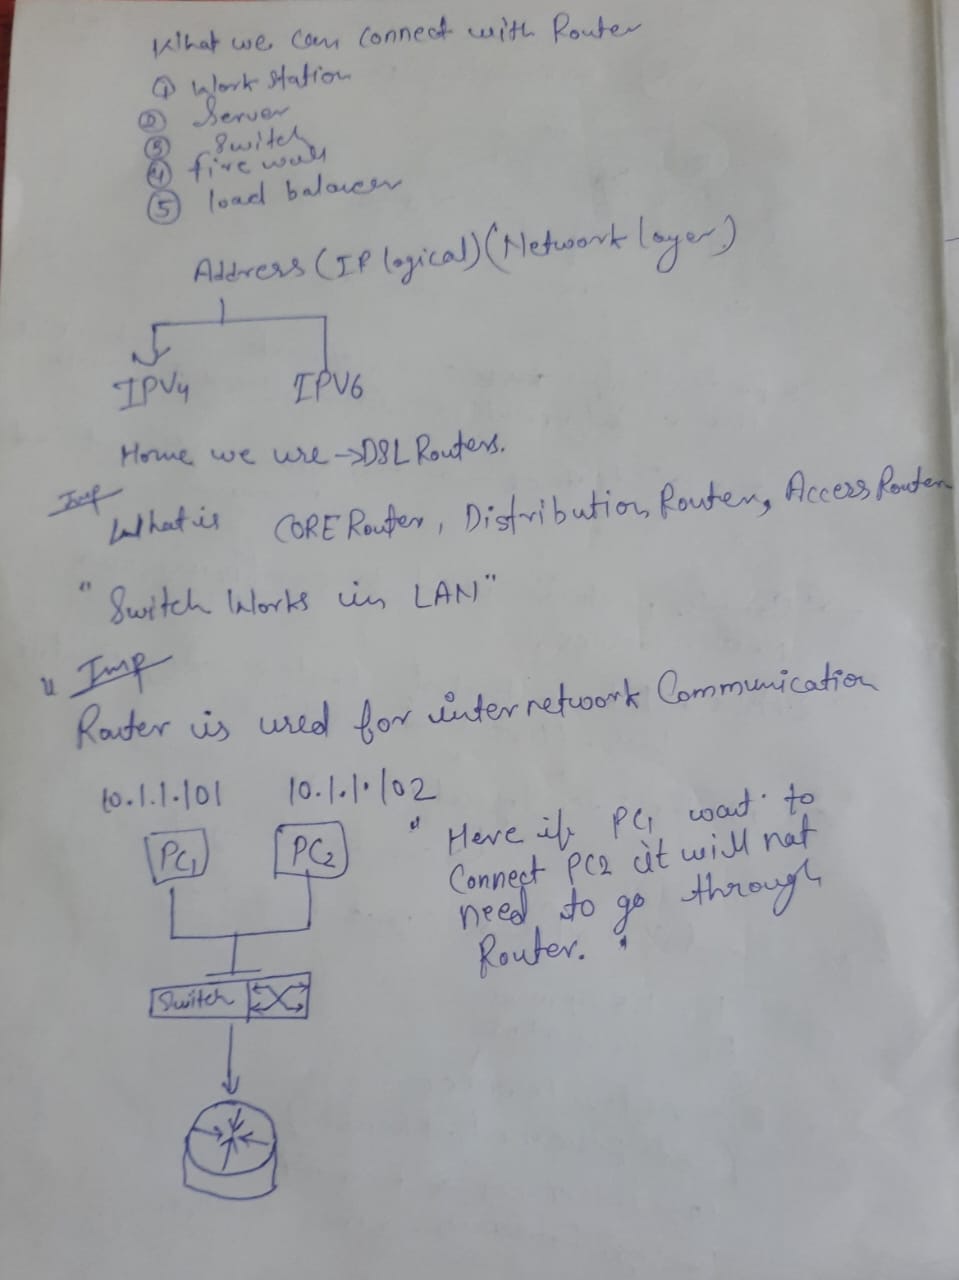 What we can connect with Router
① Work station
② Server
③ Switch
④ fire wall
⑤ load balancer
Address (IP logical) (Network layer)
IPV4 IPV6
Home we use → DSL Routers.
Imp
What is CORE Router, Distribution Router, Access Router
"Switch Works in LAN"
" Imp
Router is used for internetwork Communication
10.1.1.101 10.1.1.102
PC1 PC2
" Here if PC1 want to
Connect PC2 it will not
need to go through
Router. "
Switch